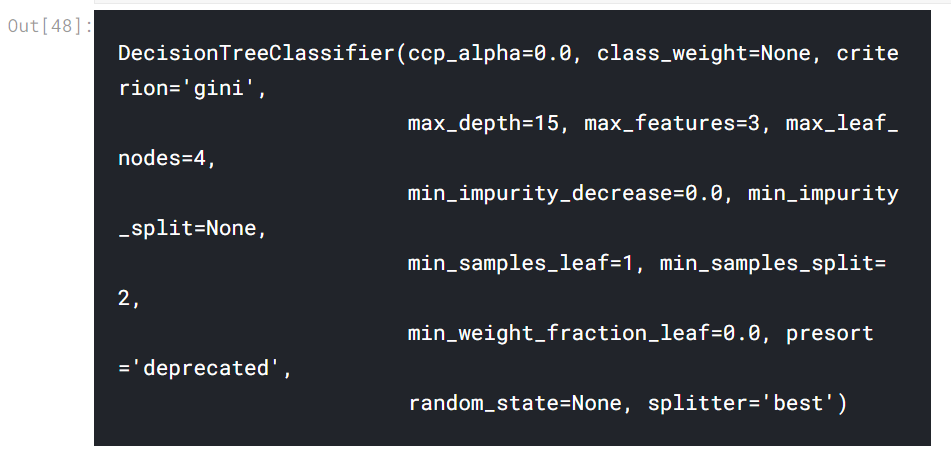 Out[48]:
DecisionTreeClassifier(ccp_alpha=0.0, class_weight=None, crite
rion='gini',
max_depth=15, max_features=3, max_leaf_
nodes=4,
min_impurity_decrease=0.0, min_impurity
_split=None,
min_samples_leaf=1, min_samples_split=
2,
min_weight_fraction_leaf=0.0, presort
='deprecated',
random_state=None, splitter='best')